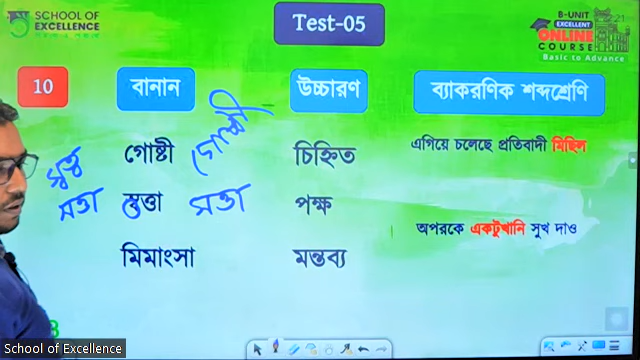 SCHOOL OF
EXCELLENCE
Test-05
B-UNIT
EXCELLENT
ONLINE
COURSE
Basic to Advance
10
বানান
উচ্চারণ
ব্যাকরণিক শব্দশ্রেণি
গোষ্টী
গোষ্ঠী
চিহ্নিত
এগিয়ে চলেছে প্রতিবাদী মিছিল
সত্তা
স্বত্তা
সত্তা
পক্ষ
অপরকে একটুখানি সুখ দাও
মিমাংসা
মন্তব্য
School of Excellence